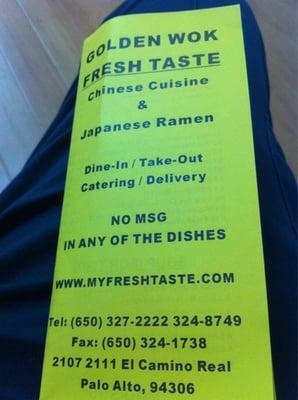 GOLDEN WOK
FRESH TASTE
Chinese Cuisine
&
Japanese Ramen
Dine-In / Take-Out
Catering / Delivery
NO MSG
IN ANY OF THE DISHES
WWW.MYFRESHTASTE.COM
Tel: (650) 327-2222 324-8749
Fax: (650) 324-1738
2107 2111 El Camino Real
Palo Alto, 94306